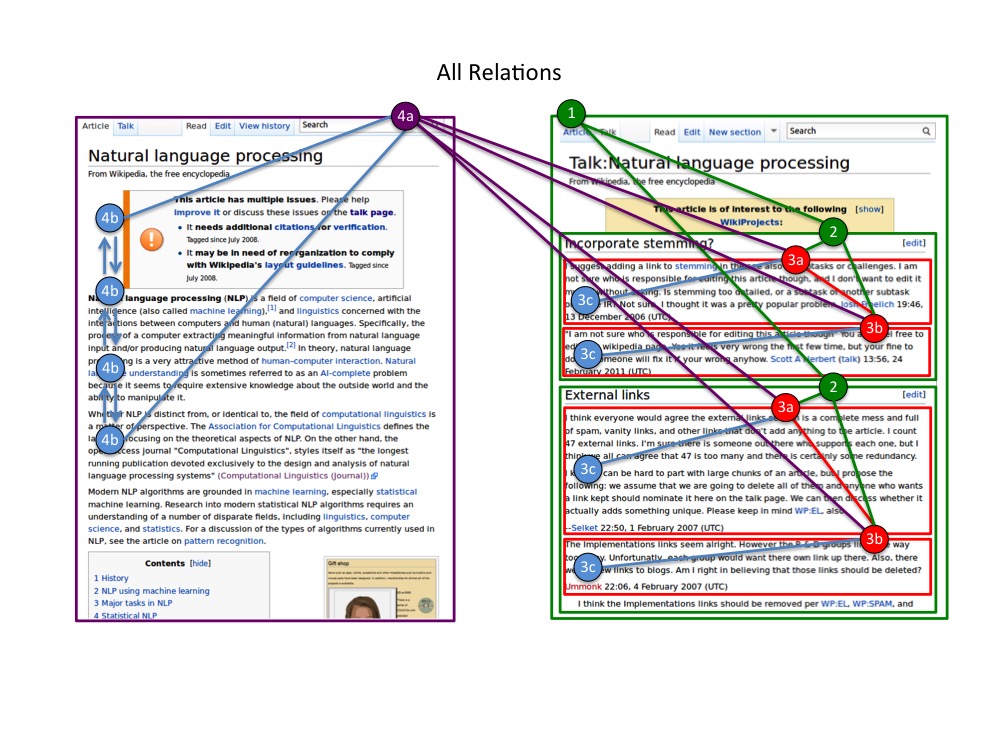 All Relations
4a
Article Talk Read Edit View history Search
Natural language processing
From Wikipedia, the free encyclopedia
This article has multiple issues. Please help
improve it or discuss these issues on the talk page.
4b
• It needs additional citations for verification.
Tagged since July 2008.
• It may be in need of reorganization to comply
with Wikipedia's layout guidelines. Tagged since
July 2008.
4b
language processing (NLP) is a field of computer science, artificial
intelligence (also called machine learning),[1] and linguistics concerned with the
interactions between computers and human (natural) languages. Specifically, the
process of a computer extracting meaningful information from natural language
input and/or producing natural language output.[2] In theory, natural language
4b
is a very attractive method of human–computer interaction. Natural
understanding is sometimes referred to as an AI-complete problem
because it seems to require extensive knowledge about the outside world and the
ability to manipulate it.
Whether NLP is distinct from, or identical to, the field of computational linguistics is
a matter of perspective. The Association for Computational Linguistics defines the
4b
focusing on the theoretical aspects of NLP. On the other hand, the
open-access journal "Computational Linguistics", styles itself as "the longest
running publication devoted exclusively to the design and analysis of natural
language processing systems" (Computational Linguistics (Journal))
Modern NLP algorithms are grounded in machine learning, especially statistical
machine learning. Research into modern statistical NLP algorithms requires an
understanding of a number of disparate fields, including linguistics, computer
science, and statistics. For a discussion of the types of algorithms currently used in
NLP, see the article on pattern recognition.
Contents [hide]
1 History
2 NLP using machine learning
3 Major tasks in NLP
4 Statistical NLP
Gift shop
1
Article Talk Read Edit New section Search
Talk:Natural language processing
From Wikipedia, the free encyclopedia
This article is of interest to the following [show]
WikiProjects:
2
Incorporate stemming? [edit]
3a
I suggest adding a link to stemming in the see also tasks or challenges. I am
not sure who is responsible for editing this article though, and I don't want to edit it
without asking. Is stemming too detailed, or a subtask of another subtask
3c
IR? Not sure. I thought it was a pretty popular problem. Josh Froelich 19:46,
13 December 2006 (UTC)
3b
"I am not sure who is responsible for editing this article though" You feel free to
wikipedia page. Yes it feels very wrong the first time, but your fine to
3c
someone will fix it if your wrong anyhow. Scott A Herbert (talk) 13:56, 24
February 2011 (UTC)
2
External links [edit]
3a
I think everyone would agree the external links is a complete mess and full
of spam, vanity links, and other links that don't add anything to the article. I count
47 external links. I'm sure there is someone out there who supports each one, but I
think we all can agree that 47 is too many and there is certainly some redundancy.
3c
I can be hard to part with large chunks of an article, but I propose the
following: we assume that we are going to delete all of them and anyone who wants
a link kept should nominate it here on the talk page. We can then discuss whether it
actually adds something unique. Please keep in mind WP:EL, also.
--Selket 22:50, 1 February 2007 (UTC)
3b
The Implementations links seem alright. However the R & B groups way
Unfortunately, each group would want there own link up there. Also, there
3c
new links to blogs. Am I right in believing that those links should be deleted?
Ummonk 22:06, 4 February 2007 (UTC)
I think the Implementations links should be removed per WP:EL, WP:SPAM, and